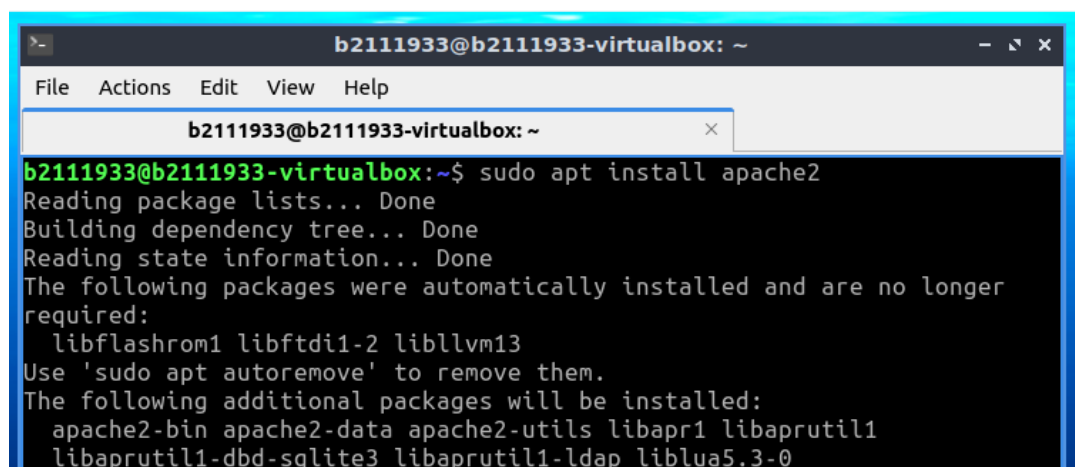 b2111933@b2111933-virtualbox: ~
File Actions Edit View Help
b2111933@b2111933-virtualbox: ~
b2111933@b2111933-virtualbox:~$ sudo apt install apache2
Reading package lists... Done
Building dependency tree... Done
Reading state information... Done
The following packages were automatically installed and are no longer
required:
  libflashrom1 libftdi1-2 libllvm13
Use 'sudo apt autoremove' to remove them.
The following additional packages will be installed:
  apache2-bin apache2-data apache2-utils libapr1 libaprutil1
  libaprutil1-dbd-sqlite3 libaprutil1-ldap liblua5.3-0